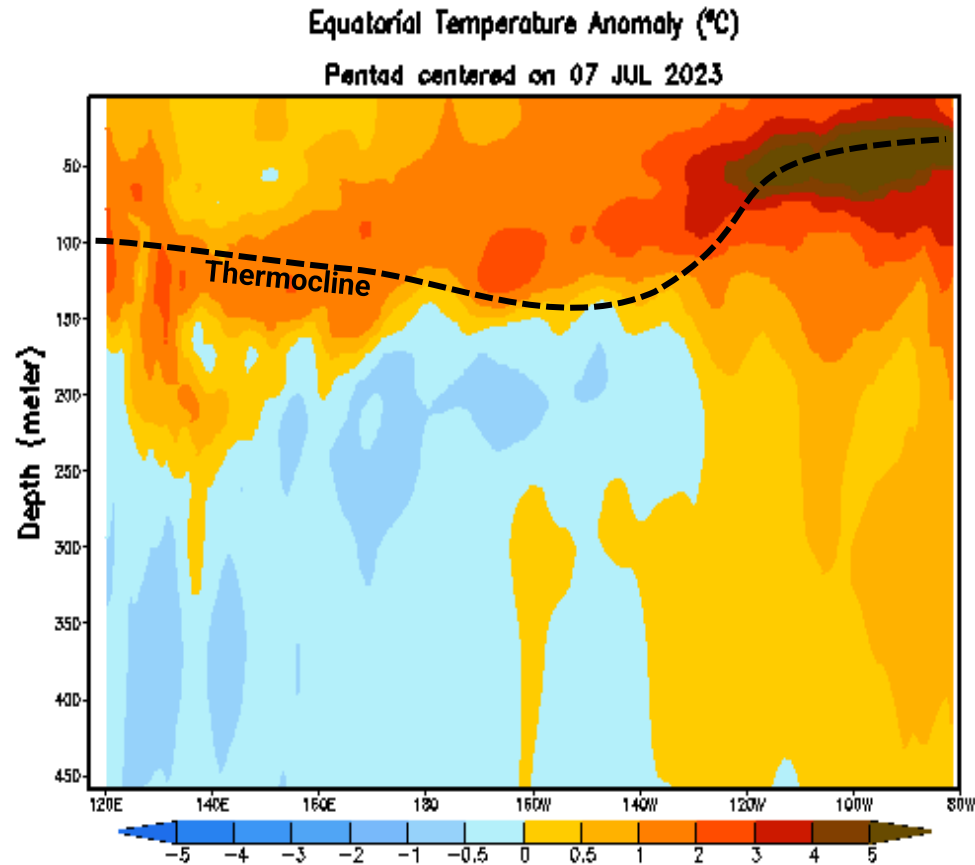 Equatorial Temperature Anomaly (°C)
Pentad centered on 07 JUL 2023
Depth (meter)
50
100
150
200
250
300
350
400
450
Thermocline
120E 140E 160E 180 160W 140W 120W 100W 80W
-5 -4 -3 -2 -1 -0.5 0 0.5 1 2 3 4 5